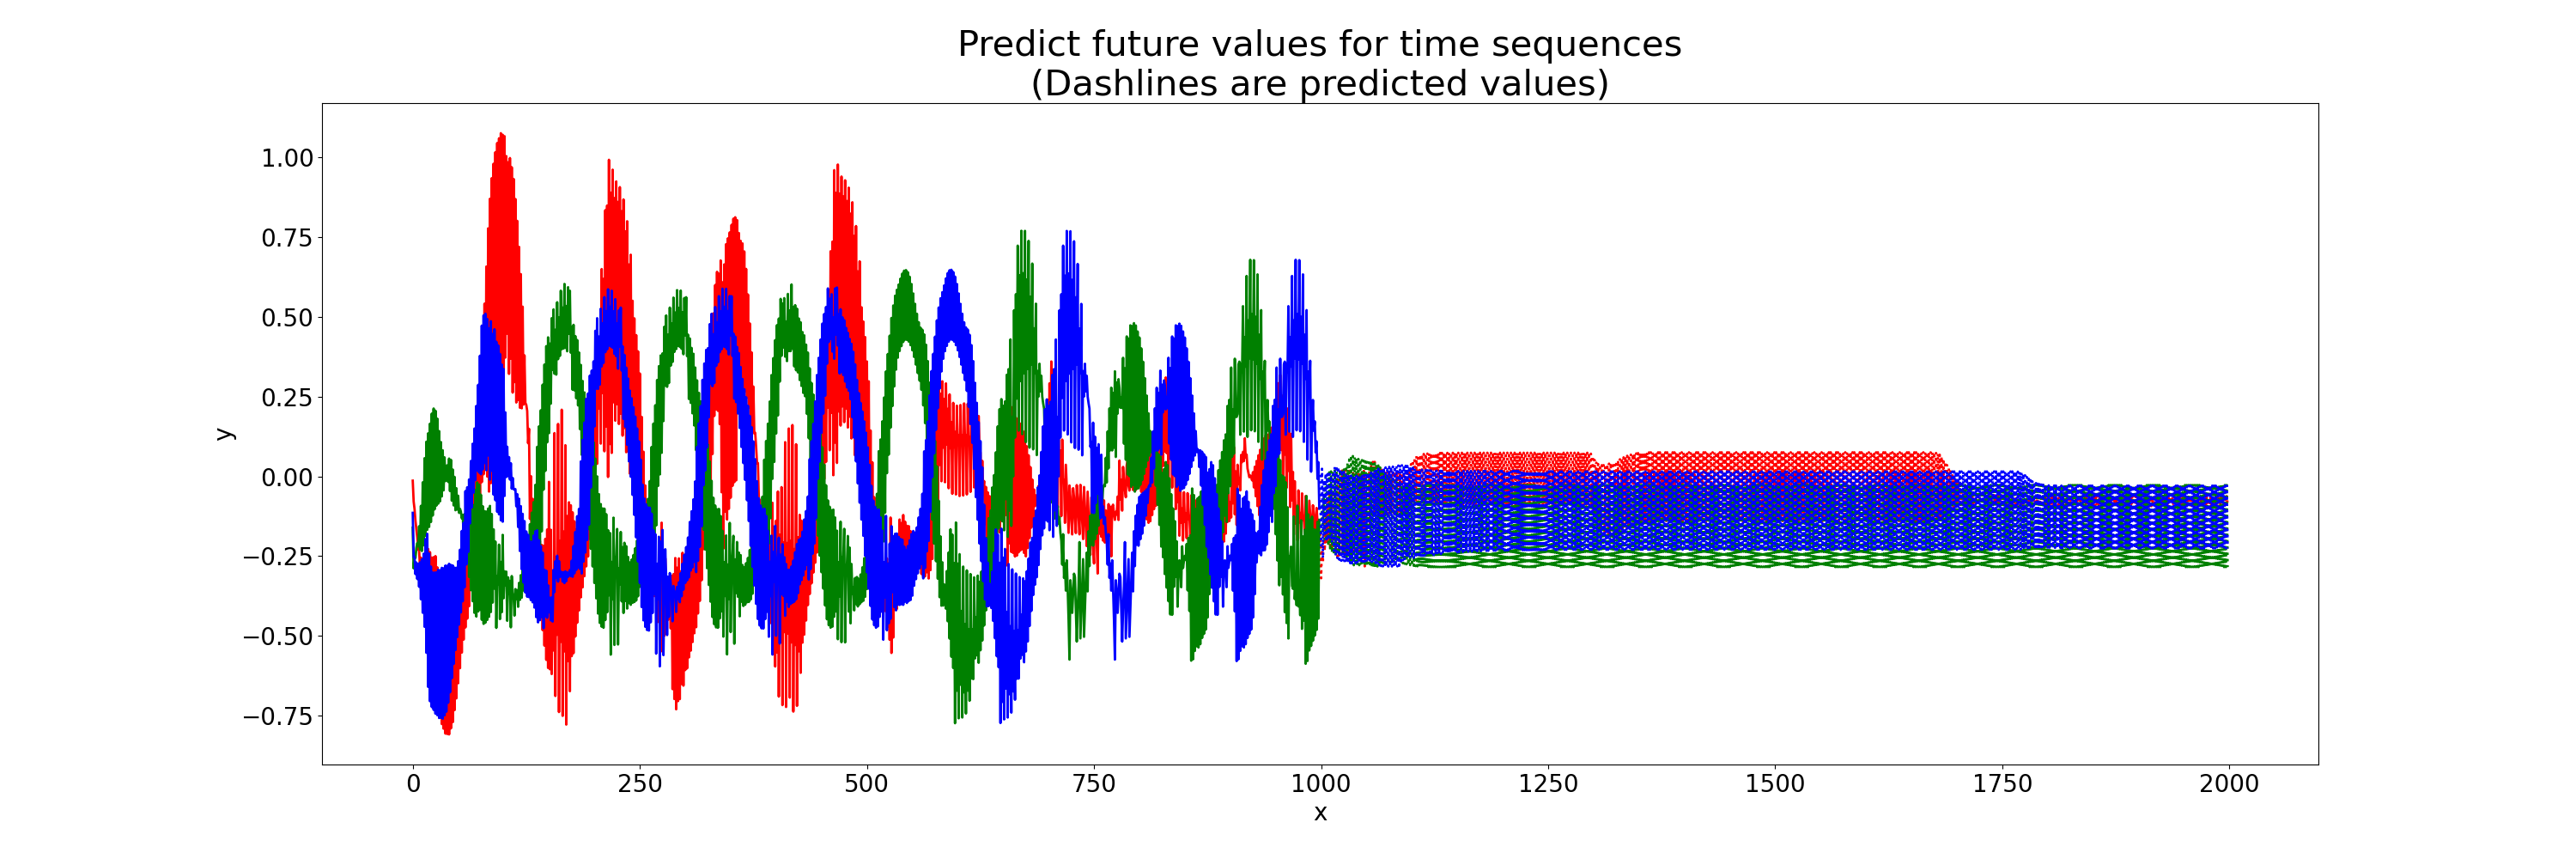 Predict future values for time sequences
(Dashlines are predicted values)
1.00
0.75
0.50
0.25
0.00
−0.25
−0.50
−0.75
y
0 250 500 750 1000 1250 1500 1750 2000
x